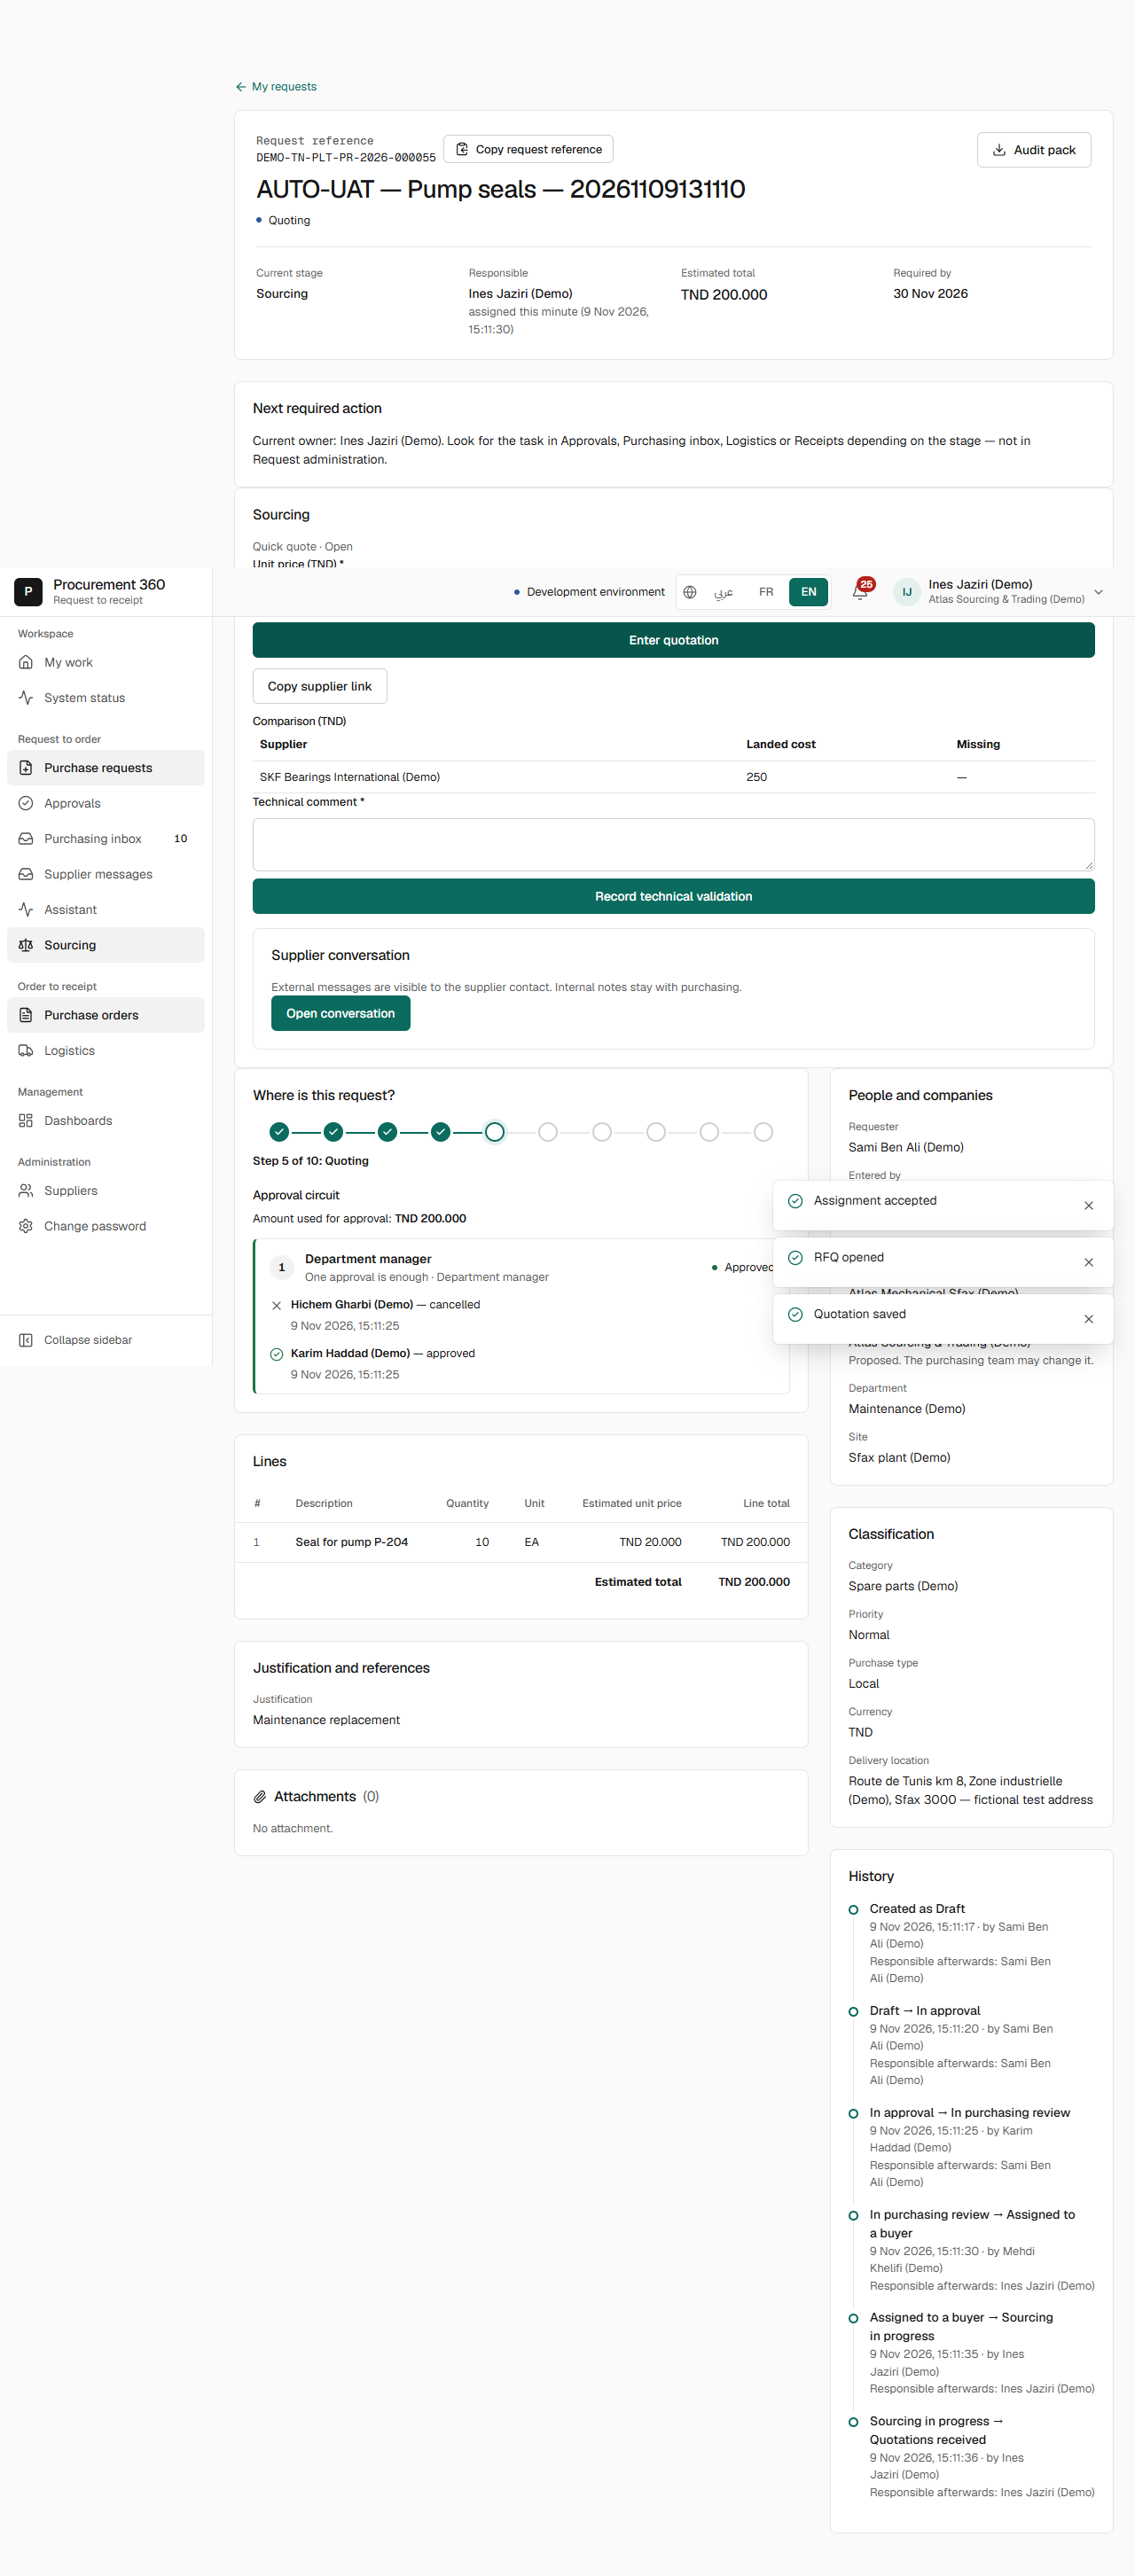 My requests
Request reference
DEMO-TN-PLT-PR-2026-000055
Copy request reference
Audit pack
AUTO-UAT — Pump seals — 20261109131110
Quoting
Current stage
Sourcing
Responsible
Ines Jaziri (Demo)
assigned this minute (9 Nov 2026,
15:11:30)
Estimated total
TND 200.000
Required by
30 Nov 2026
Next required action
Current owner: Ines Jaziri (Demo). Look for the task in Approvals, Purchasing inbox, Logistics or Receipts depending on the stage — not in
Request administration.
Sourcing
Quick quote · Open
Unit price (TND) *
P
Procurement 360
Request to receipt
Development environment
عربي
FR
EN
25
IJ
Ines Jaziri (Demo)
Atlas Sourcing & Trading (Demo)
Workspace
My work
System status
Request to order
Purchase requests
Approvals
Purchasing inbox
10
Supplier messages
Assistant
Sourcing
Order to receipt
Purchase orders
Logistics
Management
Dashboards
Administration
Suppliers
Change password
Collapse sidebar
Enter quotation
Copy supplier link
Comparison (TND)
Supplier
Landed cost
Missing
SKF Bearings International (Demo)
250
—
Technical comment *
Record technical validation
Supplier conversation
External messages are visible to the supplier contact. Internal notes stay with purchasing.
Open conversation
Where is this request?
Step 5 of 10: Quoting
Approval circuit
Amount used for approval: TND 200.000
1
Department manager
One approval is enough · Department manager
Approved
Hichem Gharbi (Demo) — cancelled
9 Nov 2026, 15:11:25
Karim Haddad (Demo) — approved
9 Nov 2026, 15:11:25
Lines
# Description Quantity Unit Estimated unit price Line total
1 Seal for pump P-204 10 EA TND 20.000 TND 200.000
Estimated total TND 200.000
Justification and references
Justification
Maintenance replacement
Attachments (0)
No attachment.
People and companies
Requester
Sami Ben Ali (Demo)
Entered by
Assignment accepted
RFQ opened
Atlas Mechanical Sfax (Demo)
Quotation saved
Atlas Sourcing & Trading (Demo)
Proposed. The purchasing team may change it.
Department
Maintenance (Demo)
Site
Sfax plant (Demo)
Classification
Category
Spare parts (Demo)
Priority
Normal
Purchase type
Local
Currency
TND
Delivery location
Route de Tunis km 8, Zone industrielle
(Demo), Sfax 3000 — fictional test address
History
Created as Draft
9 Nov 2026, 15:11:17 · by Sami Ben
Ali (Demo)
Responsible afterwards: Sami Ben
Ali (Demo)
Draft → In approval
9 Nov 2026, 15:11:20 · by Sami Ben
Ali (Demo)
Responsible afterwards: Sami Ben
Ali (Demo)
In approval → In purchasing review
9 Nov 2026, 15:11:25 · by Karim
Haddad (Demo)
Responsible afterwards: Sami Ben
Ali (Demo)
In purchasing review → Assigned to
a buyer
9 Nov 2026, 15:11:30 · by Mehdi
Khelifi (Demo)
Responsible afterwards: Ines Jaziri (Demo)
Assigned to a buyer → Sourcing
in progress
9 Nov 2026, 15:11:35 · by Ines
Jaziri (Demo)
Responsible afterwards: Ines Jaziri (Demo)
Sourcing in progress →
Quotations received
9 Nov 2026, 15:11:36 · by Ines
Jaziri (Demo)
Responsible afterwards: Ines Jaziri (Demo)